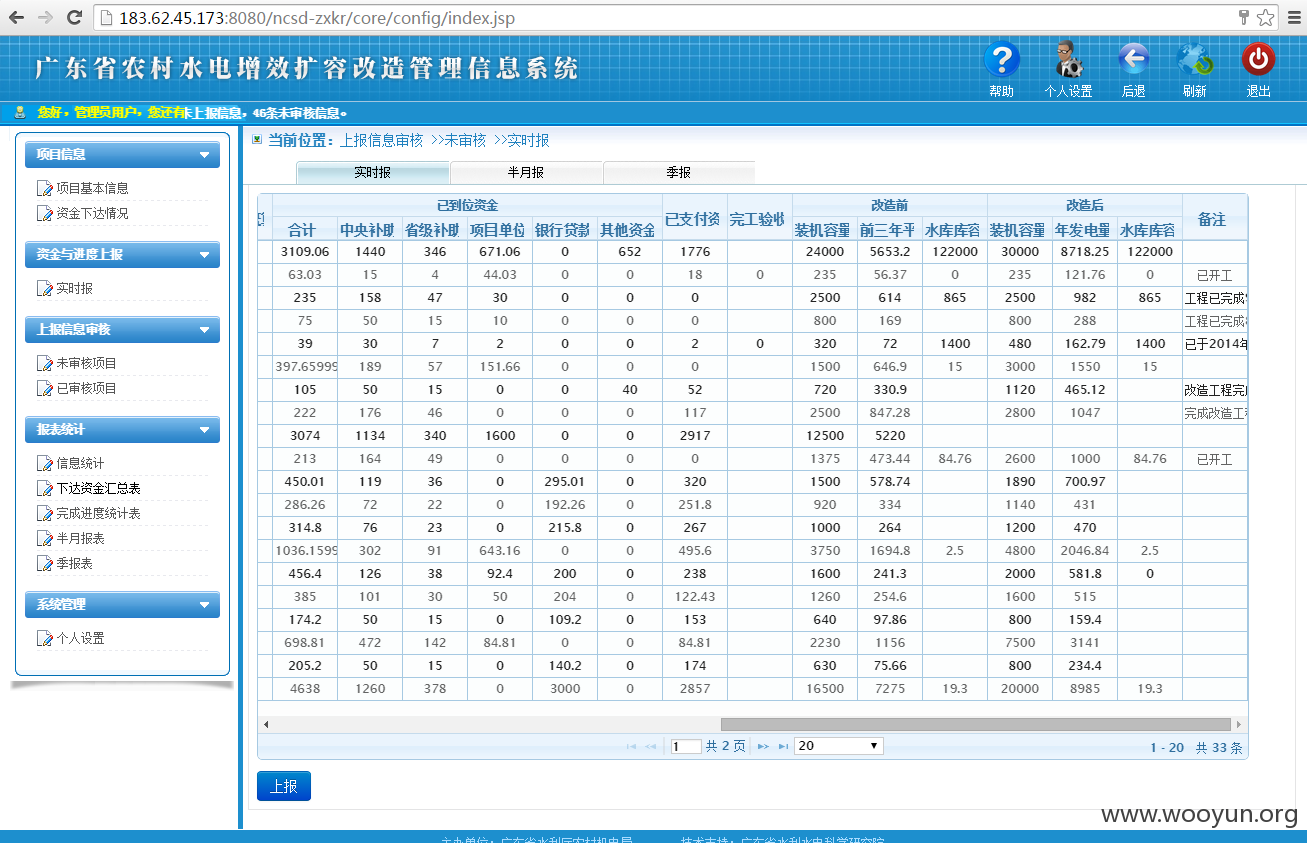 183.62.45.173:8080/ncsd-zxkr/core/config/index.jsp
广东省农村水电增效扩容改造管理信息系统
帮助 个人设置 后退 刷新 退出
您好，管理员用户，您还有 上报信息，46条未审核信息。
当前位置：上报信息审核 >>未审核 >>实时报
实时报 半月报 季报
项目信息
项目基本信息
资金下达情况
资金与进度上报
实时报
上报信息审核
未审核项目
已审核项目
报表统计
信息统计
下达资金汇总表
完成进度统计表
半月报表
季报表
系统管理
个人设置
已到位资金 已支付资 完工验收 改造前 改造后 备注
合计 中央补助 省级补助 项目单位 银行贷款 其他资金 装机容量 前三年平 水库库容 装机容量 年发电量 水库库容
3109.06 1440 346 671.06 0 652 1776 24000 5653.2 122000 30000 8718.25 122000
63.03 15 4 44.03 0 0 18 0 235 56.37 0 235 121.76 0 已开工
235 158 47 30 0 0 0 2500 614 865 2500 982 865 工程已完成
75 50 15 10 0 0 0 800 169 800 288 工程已完成
39 30 7 2 0 0 2 0 320 72 1400 480 162.79 1400 已于2014年
397.65999 189 57 151.66 0 0 0 1500 646.9 15 3000 1550 15
105 50 15 0 0 40 52 720 330.9 1120 465.12 改造工程完
222 176 46 0 0 0 117 2500 847.28 2800 1047 完成改造工
3074 1134 340 1600 0 0 2917 12500 5220
213 164 49 0 0 0 0 1375 473.44 84.76 2600 1000 84.76 已开工
450.01 119 36 0 295.01 0 320 1500 578.74 1890 700.97
286.26 72 22 0 192.26 0 251.8 920 334 1140 431
314.8 76 23 0 215.8 0 267 1000 264 1200 470
1036.1599 302 91 643.16 0 0 495.6 3750 1694.8 2.5 4800 2046.84 2.5
456.4 126 38 92.4 200 0 238 1600 241.3 2000 581.8 0
385 101 30 50 204 0 122.43 1260 254.6 1600 515
174.2 50 15 0 109.2 0 153 640 97.86 800 159.4
698.81 472 142 84.81 0 0 84.81 2230 1156 7500 3141
205.2 50 15 0 140.2 0 174 630 75.66 800 234.4
4638 1260 378 0 3000 0 2857 16500 7275 19.3 20000 8985 19.3
1 共 2 页 20 1 - 20 共 33 条
上报
www.wooyun.org
主办单位：广东省水利厅农村机电局 技术支持：广东省水利水电科学研究院